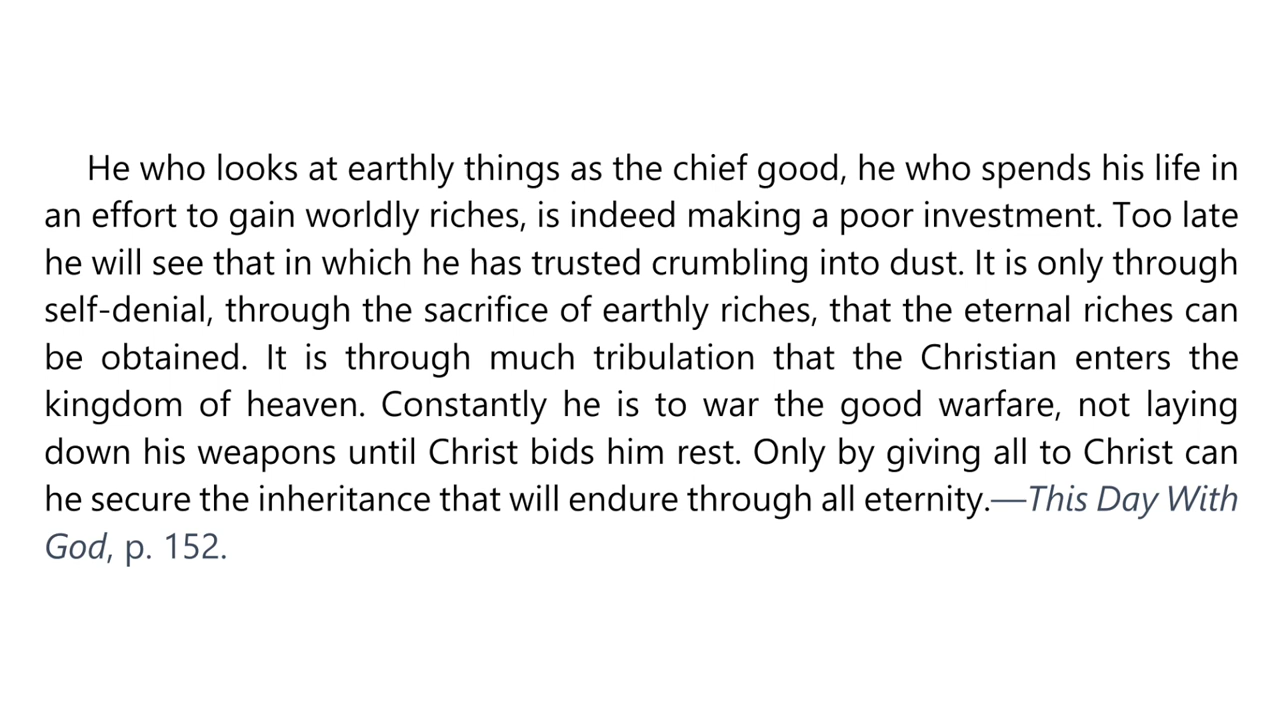 He who looks at earthly things as the chief good, he who spends his life in
an effort to gain worldly riches, is indeed making a poor investment. Too late
he will see that in which he has trusted crumbling into dust. It is only through
self-denial, through the sacrifice of earthly riches, that the eternal riches can
be obtained. It is through much tribulation that the Christian enters the
kingdom of heaven. Constantly he is to war the good warfare, not laying
down his weapons until Christ bids him rest. Only by giving all to Christ can
he secure the inheritance that will endure through all eternity.—This Day With
God, p. 152.